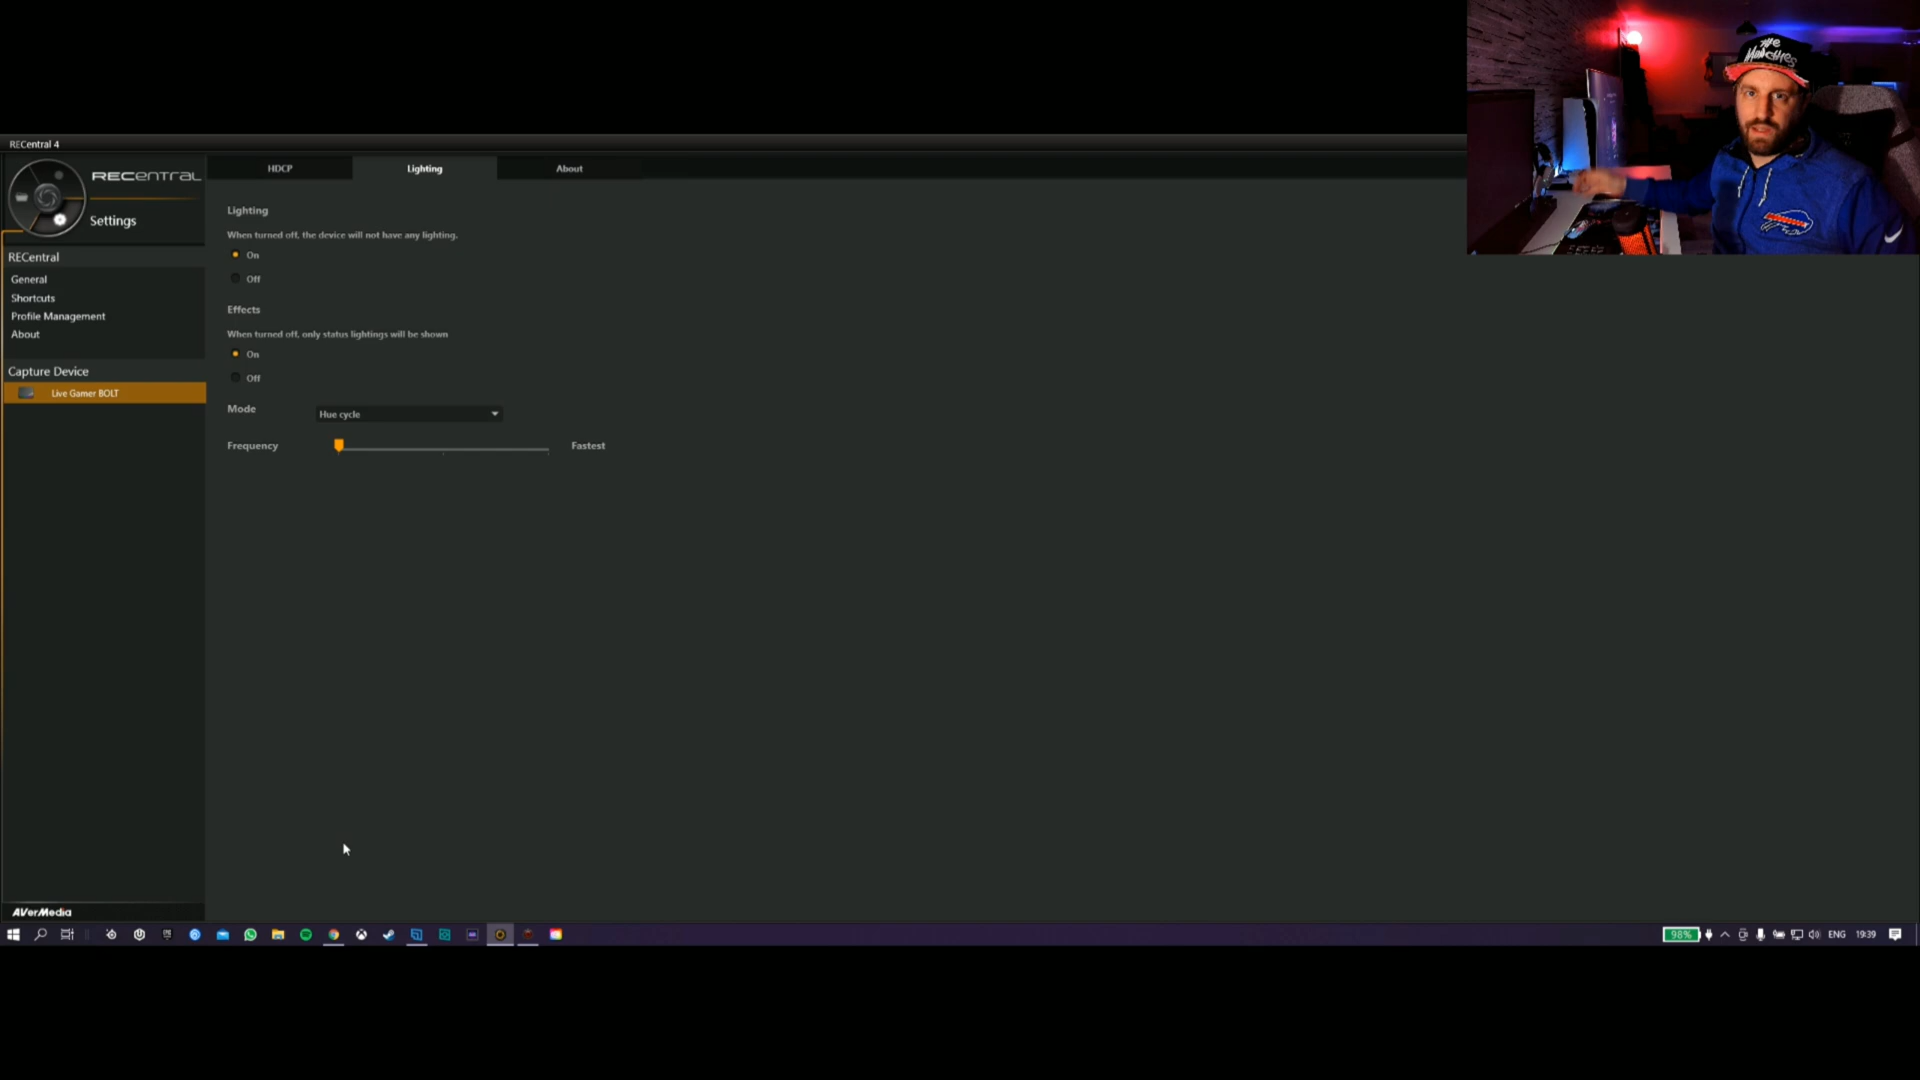 RECentral 4
RECentral
Settings
HDCP
Lighting
About
RECentral
General
Shortcuts
Profile Management
About
Capture Device
Live Gamer BOLT
Lighting
When turned off, the device will not have any lighting.
On
Off
Effects
When turned off, only status lightings will be shown
On
Off
Mode
Hue cycle
Frequency
Fastest
AVerMedia
98%
ENG
19:39